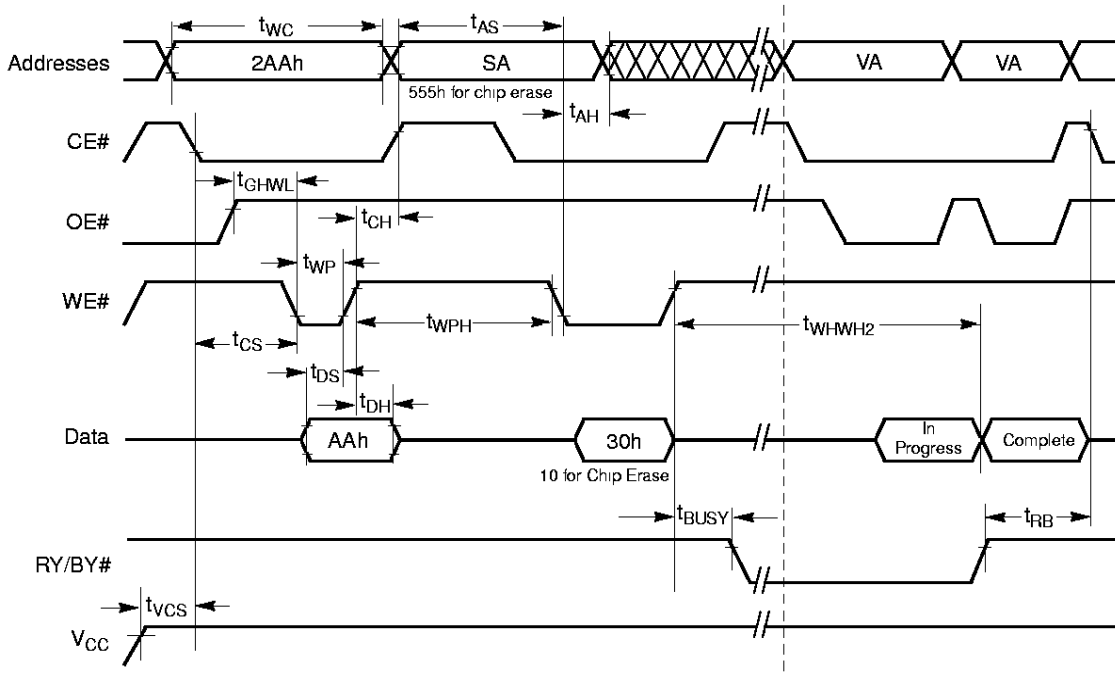 tWC
tAS
Addresses
2AAh
SA
VA
VA
555h for chip erase
tAH
CE#
tGHWL
OE#
tCH
tWP
WE#
tWPH
tWHWH2
tCS
tDS
tDH
Data
AAh
30h
In
Progress
Complete
10 for Chip Erase
tBUSY
tRB
RY/BY#
tVCS
VCC